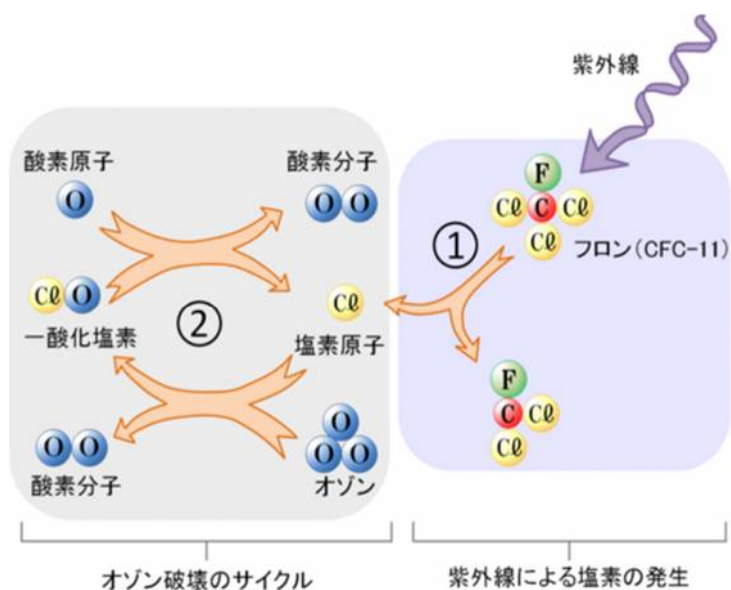 紫外線
酸素原子
酸素分子
O
O O
F
Cl C Cl
Cl
①
フロン(CFC-11)
Cl O
Cl
一酸化塩素
②
塩素原子
F
C Cl
Cl
O O
O
O O
酸素分子
オゾン
オゾン破壊のサイクル
紫外線による塩素の発生